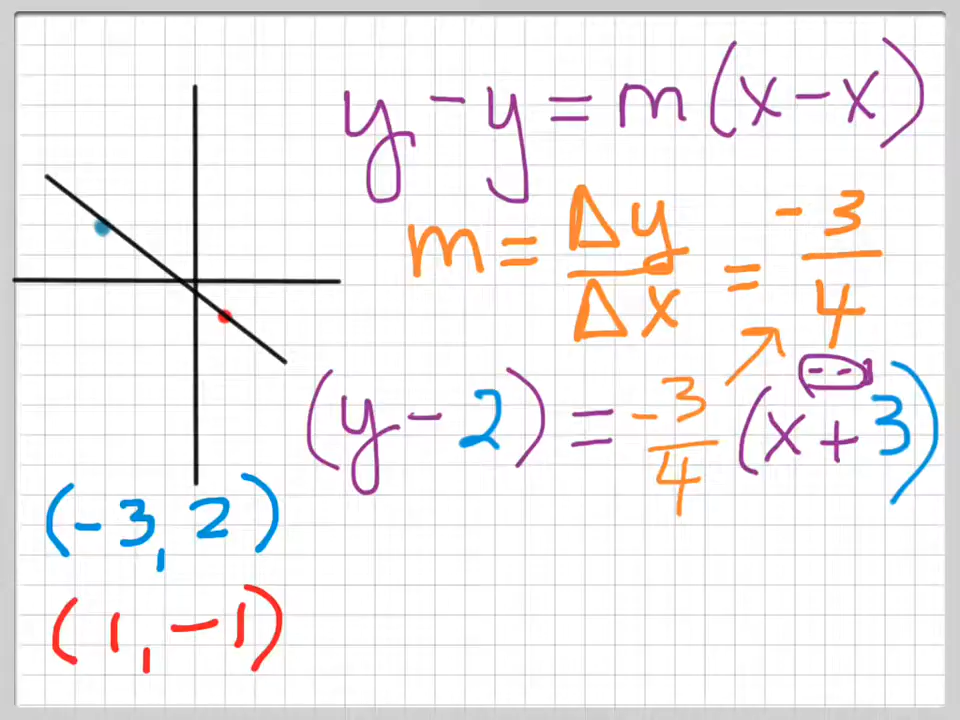 y - y = m(x - x)
m = Δy/Δx = -3/4
(y - 2) = -3/4 (x + 3)
--
(-3, 2)
(1, -1)